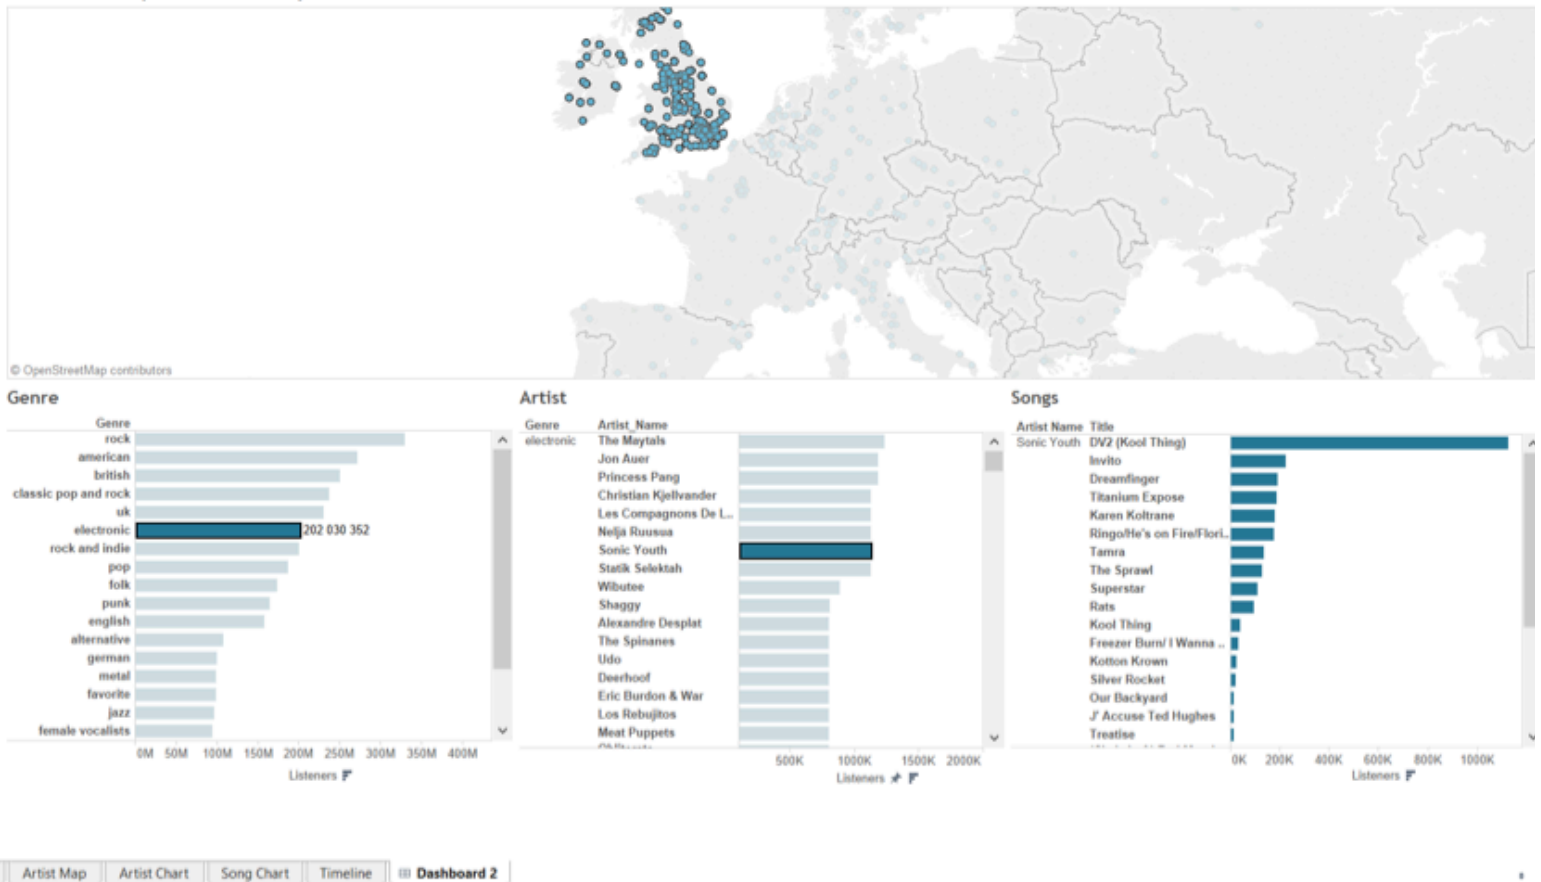 © OpenStreetMap contributors
Genre
Genre
rock
american
british
classic pop and rock
uk
electronic 202 030 352
rock and indie
pop
folk
punk
english
alternative
german
metal
favorite
jazz
female vocalists
0M 50M 100M 150M 200M 250M 300M 350M 400M
Listeners
Artist
Genre Artist_Name
electronic The Maytals
Jon Auer
Princess Pang
Christian Kjellvander
Les Compagnons De L..
Nelja Ruusua
Sonic Youth
Statik Selektah
Wibutee
Shaggy
Alexandre Desplat
The Spinanes
Udo
Deerhoof
Eric Burdon & War
Los Rebujitos
Meat Puppets
500K 1000K 1500K 2000K
Listeners
Songs
Artist Name Title
Sonic Youth DV2 (Kool Thing)
Invito
Dreamfinger
Titanium Expose
Karen Koltrane
Ringo/He's on Fire/Flori..
Tamra
The Sprawl
Superstar
Rats
Kool Thing
Freezer Burn/ I Wanna ..
Kotton Krown
Silver Rocket
Our Backyard
J' Accuse Ted Hughes
Treatise
0K 200K 400K 600K 800K 1000K
Listeners
Artist Map Artist Chart Song Chart Timeline Dashboard 2